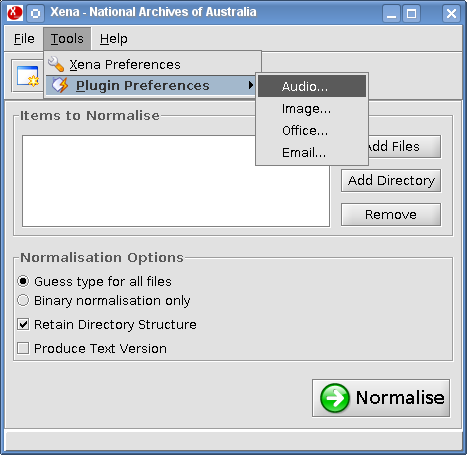 Xena - National Archives of Australia
File Tools Help
Xena Preferences
Plugin Preferences
Audio...
Image...
Office...
Email...
Items to Normalise
dd Files
Add Directory
Remove
Normalisation Options
Guess type for all files
Binary normalisation only
Retain Directory Structure
Produce Text Version
Normalise